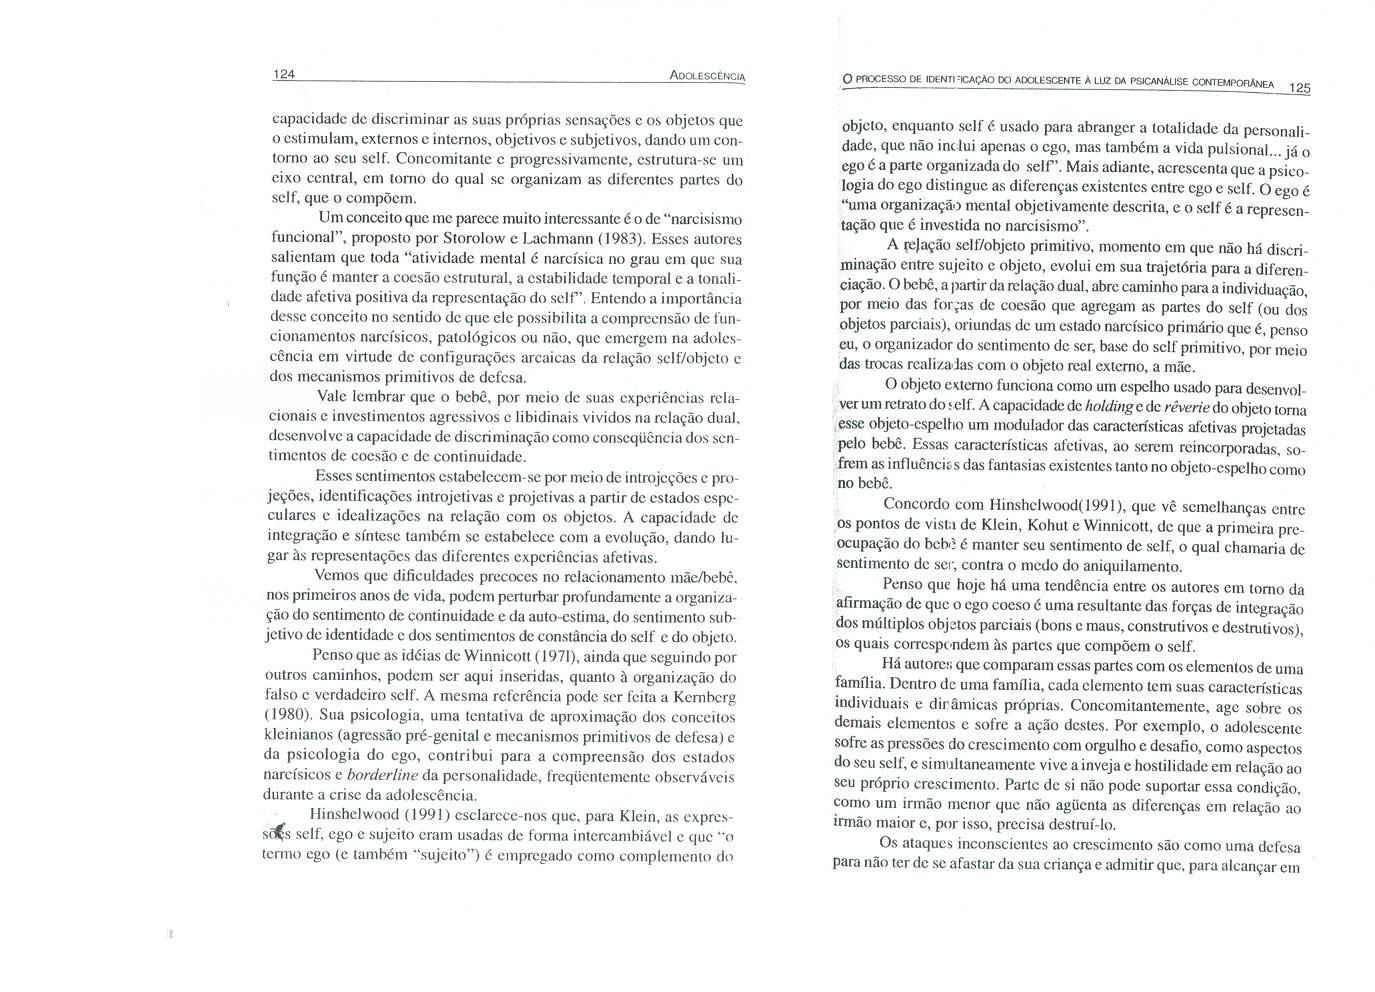 124 ADOLESCÊNCIA
capacidade de discriminar as suas próprias sensações e os objetos que
o estimulam, externos e internos, objetivos e subjetivos, dando um con-
torno ao seu self. Concomitante e progressivamente, estrutura-se um
eixo central, em torno do qual se organizam as diferentes partes do
self, que o compõem.
Um conceito que me parece muito interessante é o de “narcisismo
funcional”, proposto por Storolow e Lachmann (1983). Esses autores
salientam que toda “atividade mental é narcísica no grau em que sua
função é manter a coesão estrutural, a estabilidade temporal e a tonali-
dade afetiva positiva da representação do self”. Entendo a importância
desse conceito no sentido de que ele possibilita a compreensão de fun-
cionamentos narcísicos, patológicos ou não, que emergem na adoles-
cência em virtude de configurações arcaicas da relação self/objeto e
dos mecanismos primitivos de defesa.
Vale lembrar que o bebê, por meio de suas experiências rela-
cionais e investimentos agressivos e libidinais vividos na relação dual,
desenvolve a capacidade de discriminação como conseqüência dos sen-
timentos de coesão e de continuidade.
Esses sentimentos estabelecem-se por meio de introjeções e pro-
jeções, identificações introjetivas e projetivas a partir de estados espe-
culares e idealizações na relação com os objetos. A capacidade de
integração e síntese também se estabelece com a evolução, dando lu-
gar às representações das diferentes experiências afetivas.
Vemos que dificuldades precoces no relacionamento mãe/bebê,
nos primeiros anos de vida, podem perturbar profundamente a organiza-
ção do sentimento de continuidade e da auto-estima, do sentimento sub-
jetivo de identidade e dos sentimentos de constância do self e do objeto.
Penso que as idéias de Winnicott (1971), ainda que seguindo por
outros caminhos, podem ser aqui inseridas, quanto à organização do
falso e verdadeiro self. A mesma referência pode ser feita a Kernberg
(1980). Sua psicologia, uma tentativa de aproximação dos conceitos
kleinianos (agressão pré-genital e mecanismos primitivos de defesa) e
da psicologia do ego, contribui para a compreensão dos estados
narcísicos e borderline da personalidade, freqüentemente observáveis
durante a crise da adolescência.
Hinshelwood (1991) esclarece-nos que, para Klein, as expres-
sões self, ego e sujeito eram usadas de forma intercambiável e que “o
termo ego (e também “sujeito”) é empregado como complemento do
O PROCESSO DE IDENTIFICAÇÃO DO ADOLESCENTE À LUZ DA PSICANÁLISE CONTEMPORÂNEA 125
objeto, enquanto self é usado para abranger a totalidade da personali-
dade, que não inclui apenas o ego, mas também a vida pulsional... já o
ego é a parte organizada do self”. Mais adiante, acrescenta que a psico-
logia do ego distingue as diferenças existentes entre ego e self. O ego é
“uma organização mental objetivamente descrita, e o self é a represen-
tação que é investida no narcisismo”.
A relação self/objeto primitivo, momento em que não há discri-
minação entre sujeito e objeto, evolui em sua trajetória para a diferen-
ciação. O bebê, a partir da relação dual, abre caminho para a individuação,
por meio das forças de coesão que agregam as partes do self (ou dos
objetos parciais), oriundas de um estado narcísico primário que é, penso
eu, o organizador do sentimento de ser, base do self primitivo, por meio
das trocas realizadas com o objeto real externo, a mãe.
O objeto externo funciona como um espelho usado para desenvol-
ver um retrato do self. A capacidade de holding e de rêverie do objeto torna
esse objeto-espelho um modulador das características afetivas projetadas
pelo bebê. Essas características afetivas, ao serem reincorporadas, so-
frem as influências das fantasias existentes tanto no objeto-espelho como
no bebê.
Concordo com Hinshelwood(1991), que vê semelhanças entre
os pontos de vista de Klein, Kohut e Winnicott, de que a primeira pre-
ocupação do bebê é manter seu sentimento de self, o qual chamaria de
sentimento de ser, contra o medo do aniquilamento.
Penso que hoje há uma tendência entre os autores em torno da
afirmação de que o ego coeso é uma resultante das forças de integração
dos múltiplos objetos parciais (bons e maus, construtivos e destrutivos),
os quais correspondem às partes que compõem o self.
Há autores que comparam essas partes com os elementos de uma
família. Dentro de uma família, cada elemento tem suas características
individuais e dinâmicas próprias. Concomitantemente, age sobre os
demais elementos e sofre a ação destes. Por exemplo, o adolescente
sofre as pressões do crescimento com orgulho e desafio, como aspectos
do seu self, e simultaneamente vive a inveja e hostilidade em relação ao
seu próprio crescimento. Parte de si não pode suportar essa condição,
como um irmão menor que não agüenta as diferenças em relação ao
irmão maior e, por isso, precisa destruí-lo.
Os ataques inconscientes ao crescimento são como uma defesa
para não ter de se afastar da sua criança e admitir que, para alcançar em